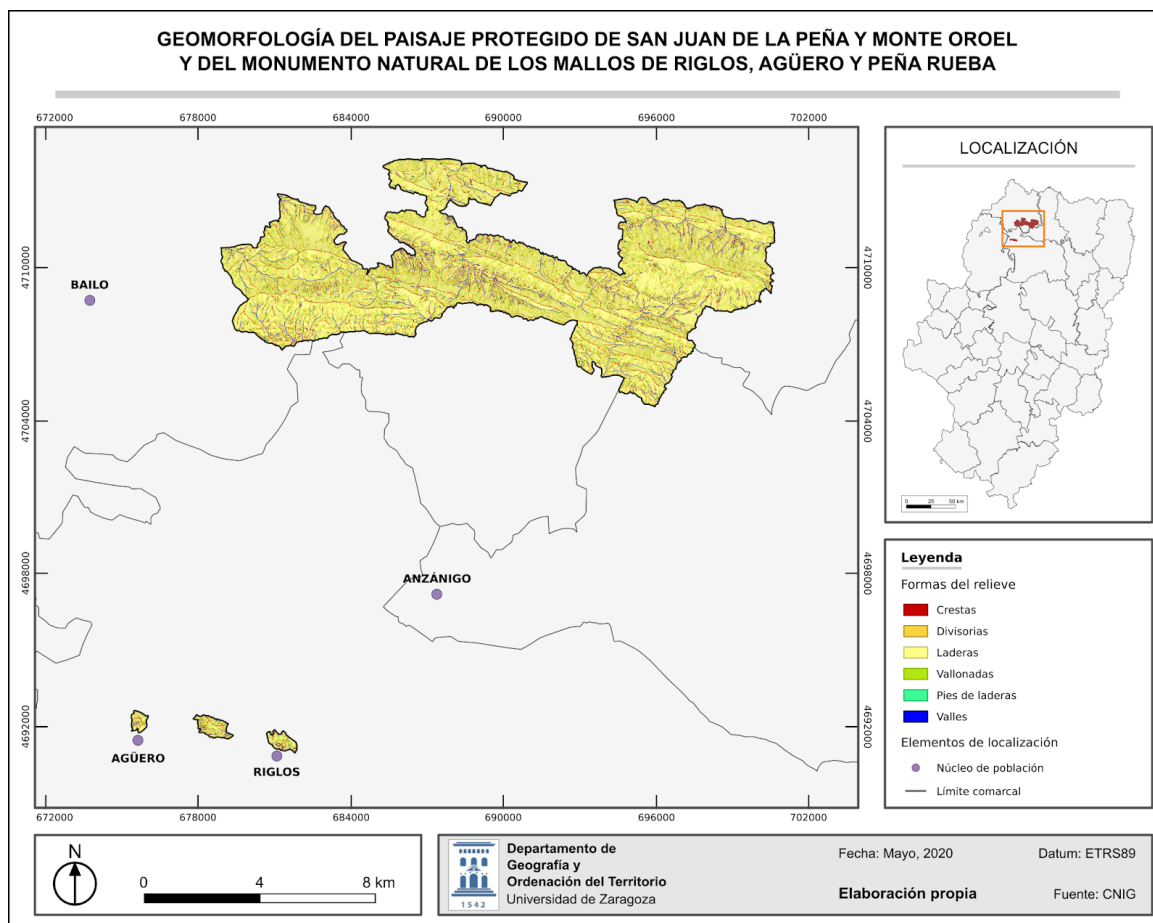 GEOMORFOLOGÍA DEL PAISAJE PROTEGIDO DE SAN JUAN DE LA PEÑA Y MONTE OROEL
Y DEL MONUMENTO NATURAL DE LOS MALLOS DE RIGLOS, AGÜERO Y PEÑA RUEBA
672000 678000 684000 690000 696000 702000
4710000
4704000
4698000
4692000
BAILO
ANZÁNIGO
AGÜERO
RIGLOS
4710000
4704000
4698000
4692000
672000 678000 684000 690000 696000 702000
LOCALIZACIÓN
0 25 50 km
Leyenda
Formas del relieve
Crestas
Divisorias
Laderas
Vallonadas
Pies de laderas
Valles
Elementos de localización
Núcleo de población
Límite comarcal
N
0 4 8 km
1542
Departamento de
Geografía y
Ordenación del Territorio
Universidad de Zaragoza
Fecha: Mayo, 2020
Datum: ETRS89
Elaboración propia
Fuente: CNIG